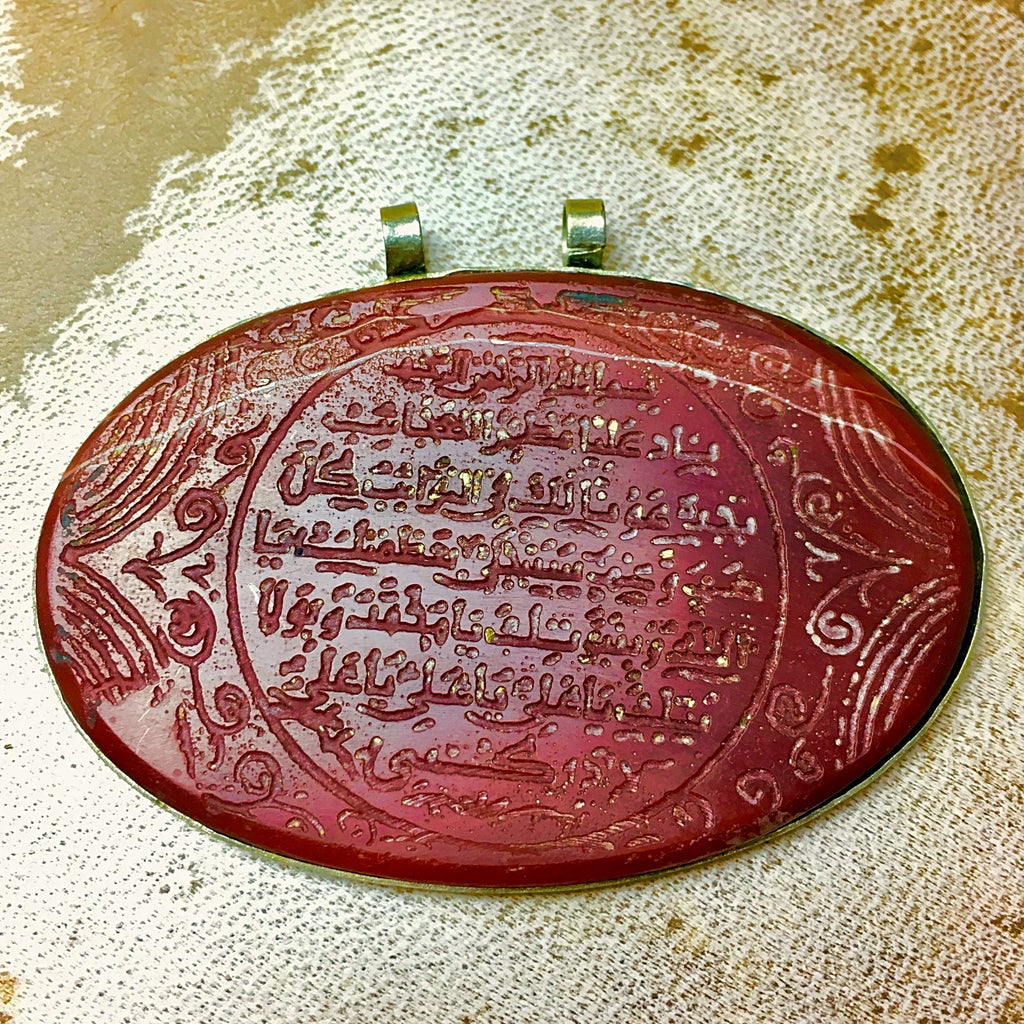 بسم الله الرحمن الرحيم
ناد عليا مظهر العجائب
تجده عونا لك في النوائب كل
هم وغم سينجلي بعظمتك يا
الله وبنبوتك يا محمد وبولا
يتك يا علي يا علي يا علي